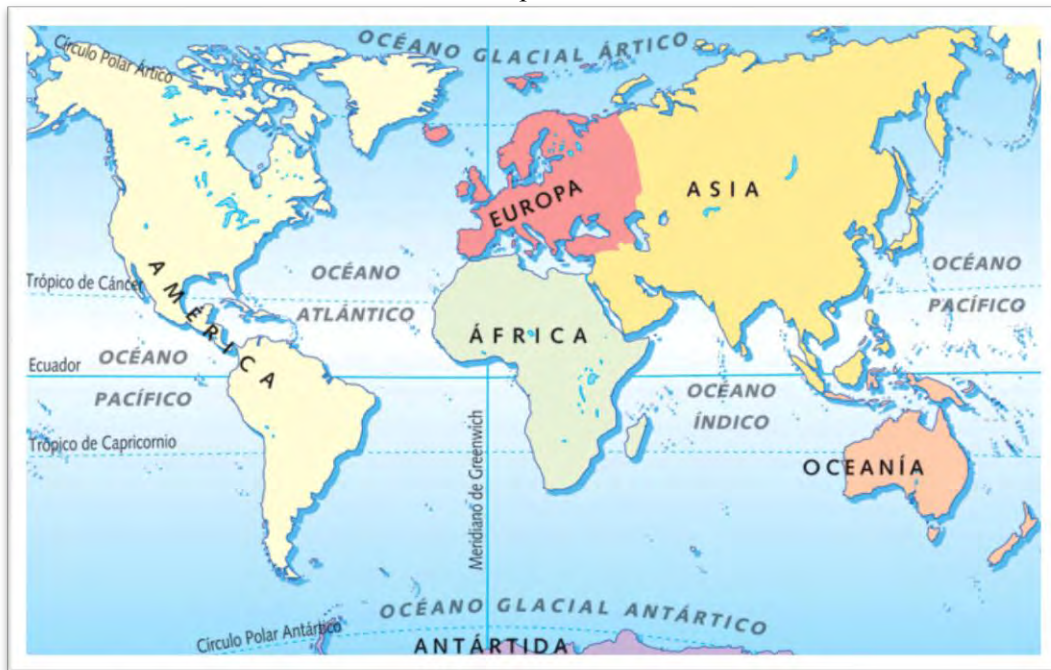 OCÉANO GLACIAL ÁRTICO
Círculo Polar Ártico
EUROPA
ASIA
AMÉRICA
OCÉANO
ATLÁNTICO
OCÉANO
PACÍFICO
Trópico de Cáncer
ÁFRICA
OCÉANO
PACÍFICO
Ecuador
OCÉANO
ÍNDICO
Trópico de Capricornio
OCEANÍA
Meridiano de Greenwich
OCÉANO GLACIAL ANTÁRTICO
Círculo Polar Antártico
ANTÁRTIDA